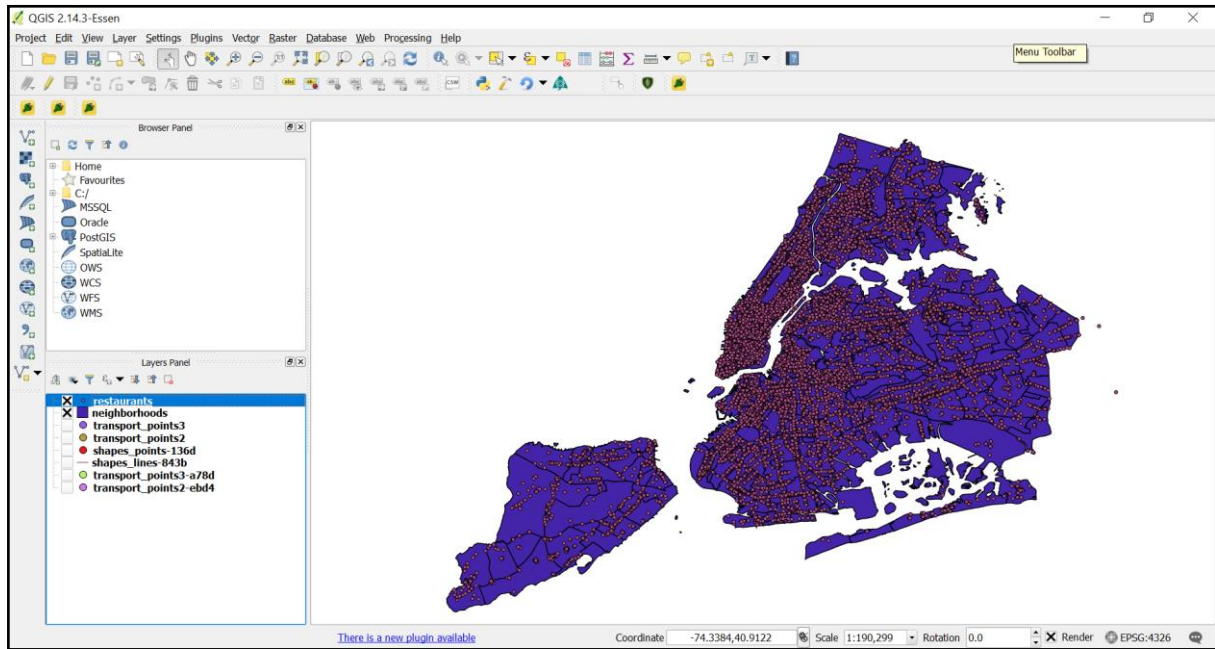 QGIS 2.14.3-Essen
Project Edit View Layer Settings Plugins Vector Raster Database Web Processing Help
Menu Toolbar
abc
CSW
Browser Panel
Home
Favourites
C:/
MSSQL
Oracle
PostGIS
SpatiaLite
OWS
WCS
WFS
WMS
Layers Panel
restaurants
neighborhoods
transport_points3
transport_points2
shapes_points-136d
shapes_lines-843b
transport_points3-a78d
transport_points2-ebd4
There is a new plugin available
Coordinate -74.3384,40.9122 Scale 1:190,299 Rotation 0.0 Render EPSG:4326